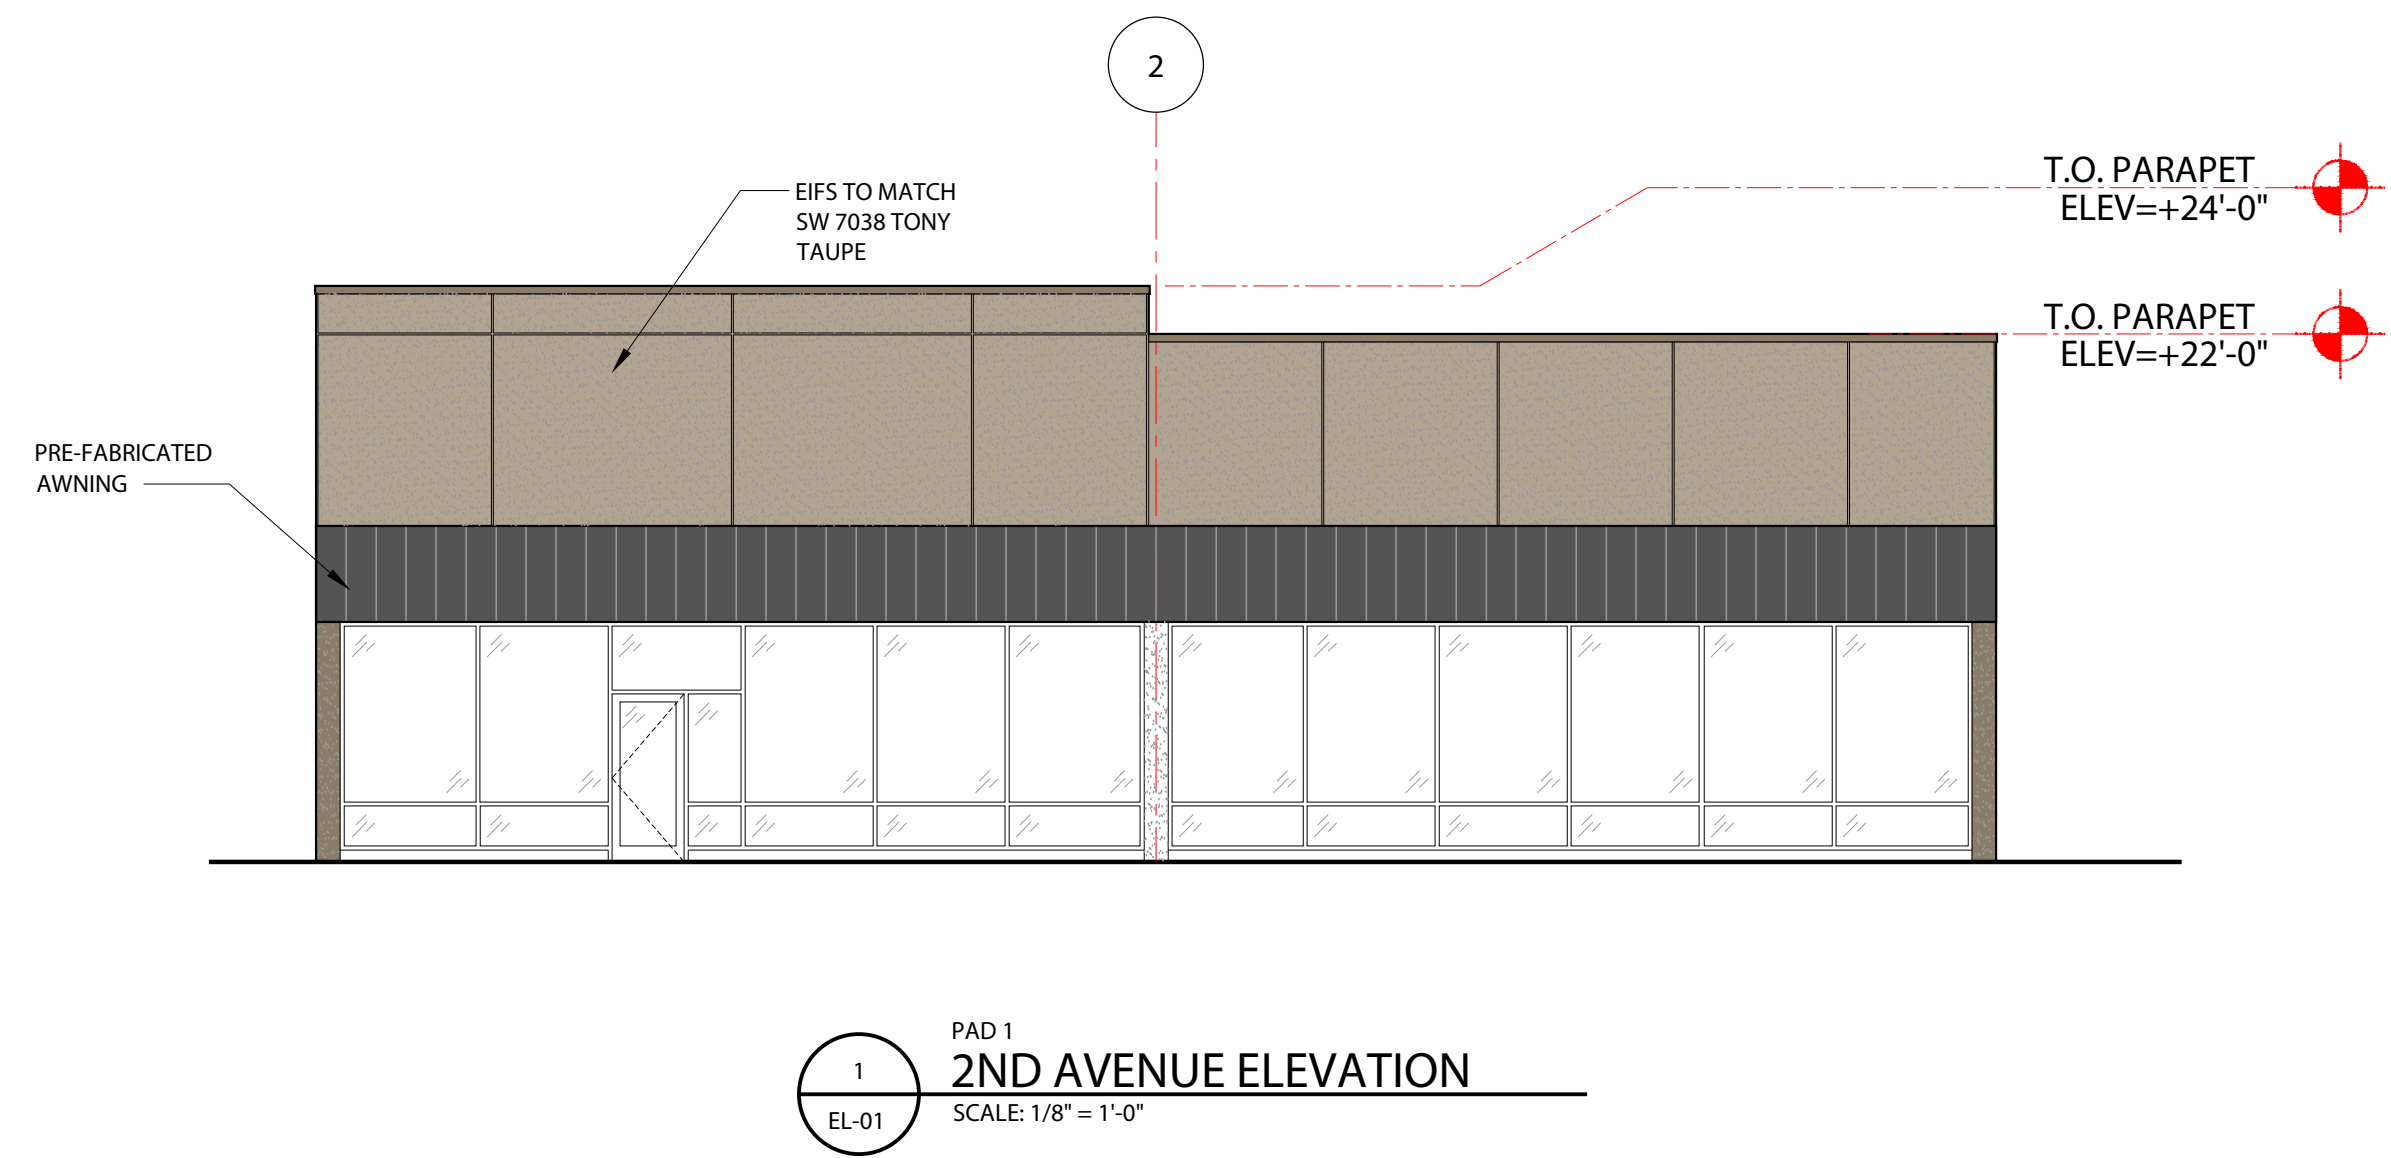 2
T.O. PARAPET
ELEV=+24'-0"
EIFS TO MATCH
SW 7038 TONY
TAUPE
T.O. PARAPET
ELEV=+22'-0"
PRE-FABRICATED
AWNING
1
EL-01
PAD 1
2ND AVENUE ELEVATION
SCALE: 1/8" = 1'-0"